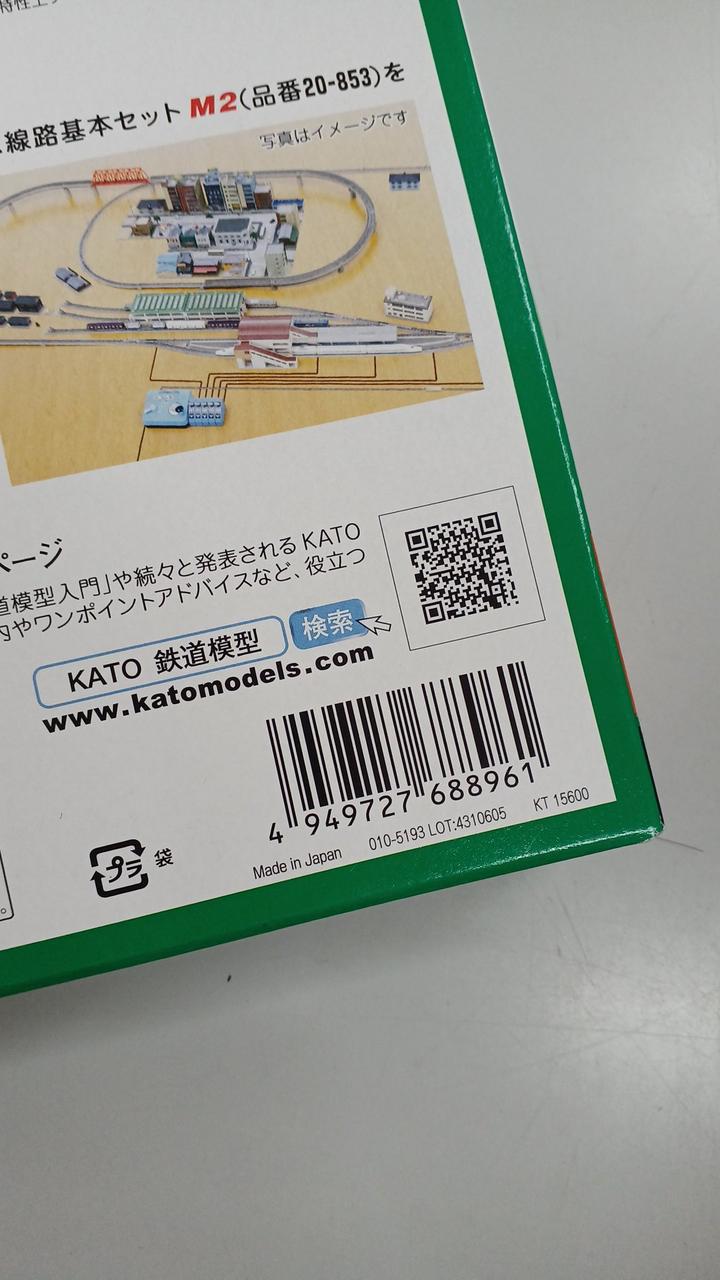 線路基本セット M2(品番20-853)を
写真はイメージです
ページ
道模型入門」や続々と発表される KATO
内やワンポイントアドバイスなど、役立つ
KATO 鉄道模型 検索
www.katomodels.com
4 949727 688961
プラ 袋
Made in Japan 010-5193 LOT:4310605 KT 15600